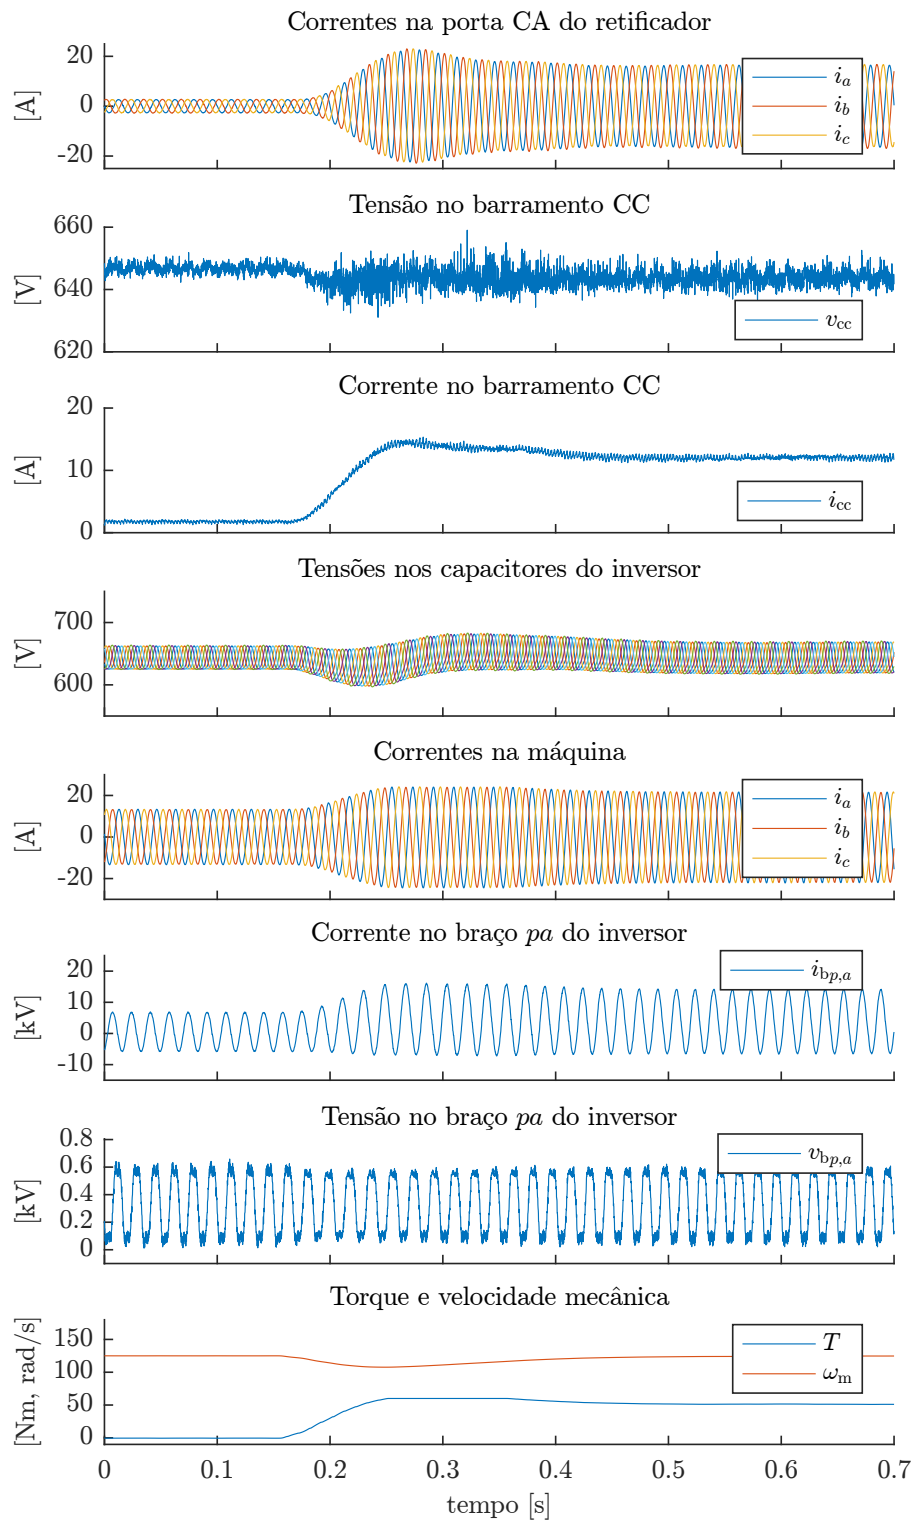 Correntes na porta CA do retificador
20
0
-20
[A]
i_a
i_b
i_c
Tensão no barramento CC
660
640
620
[V]
v_cc
Corrente no barramento CC
20
10
0
[A]
i_cc
Tensões nos capacitores do inversor
700
600
[V]
Correntes na máquina
20
0
-20
[A]
i_a
i_b
i_c
Corrente no braço pa do inversor
20
10
0
-10
[kV]
i_bp,a
Tensão no braço pa do inversor
0.8
0.6
0.4
0.2
0
[kV]
v_bp,a
Torque e velocidade mecânica
150
100
50
0
[Nm, rad/s]
T
ω_m
0 0.1 0.2 0.3 0.4 0.5 0.6 0.7
tempo [s]